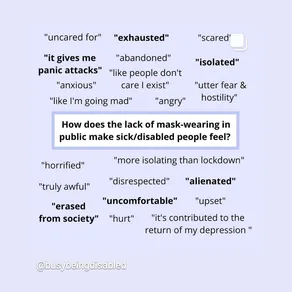 "uncared for"
"exhausted"
"scared"
"it gives me
panic attacks"
"abandoned"
"isolated"
"like people don't
care I exist"
"anxious"
"utter fear &
hostility"
"like I'm going mad"
"angry"
How does the lack of mask-wearing in
public make sick/disabled people feel?
"more isolating than lockdown"
"horrified"
"disrespected"
"alienated"
"truly awful"
"uncomfortable"
"upset"
"erased
from society"
"hurt"
"it's contributed to the
return of my depression "
@busybeingdisabled